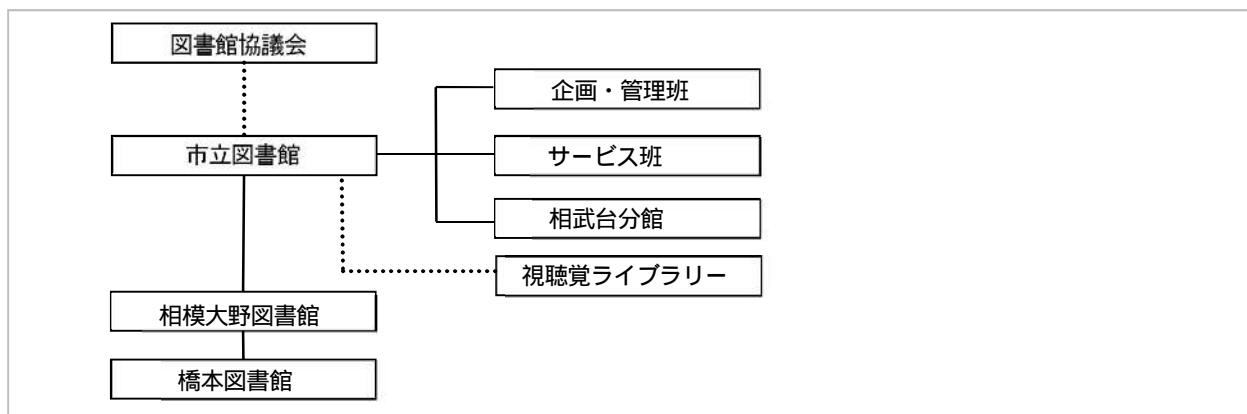 図書館協議会
企画・管理班
市立図書館
サービス班
相武台分館
視聴覚ライブラリー
相模大野図書館
橋本図書館